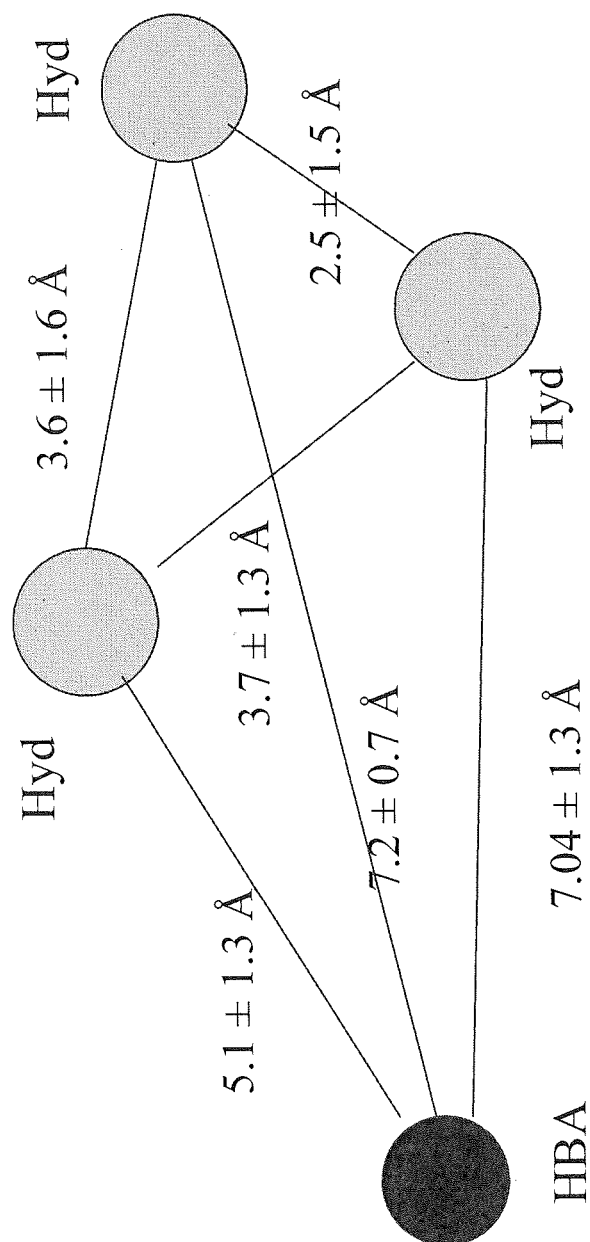 Hyd
3.6 ± 1.6 Å
Hyd
2.5 ± 1.5 Å
3.7 ± 1.3 Å
Hyd
5.1 ± 1.3 Å
7.2 ± 0.7 Å
7.04 ± 1.3 Å
HBA